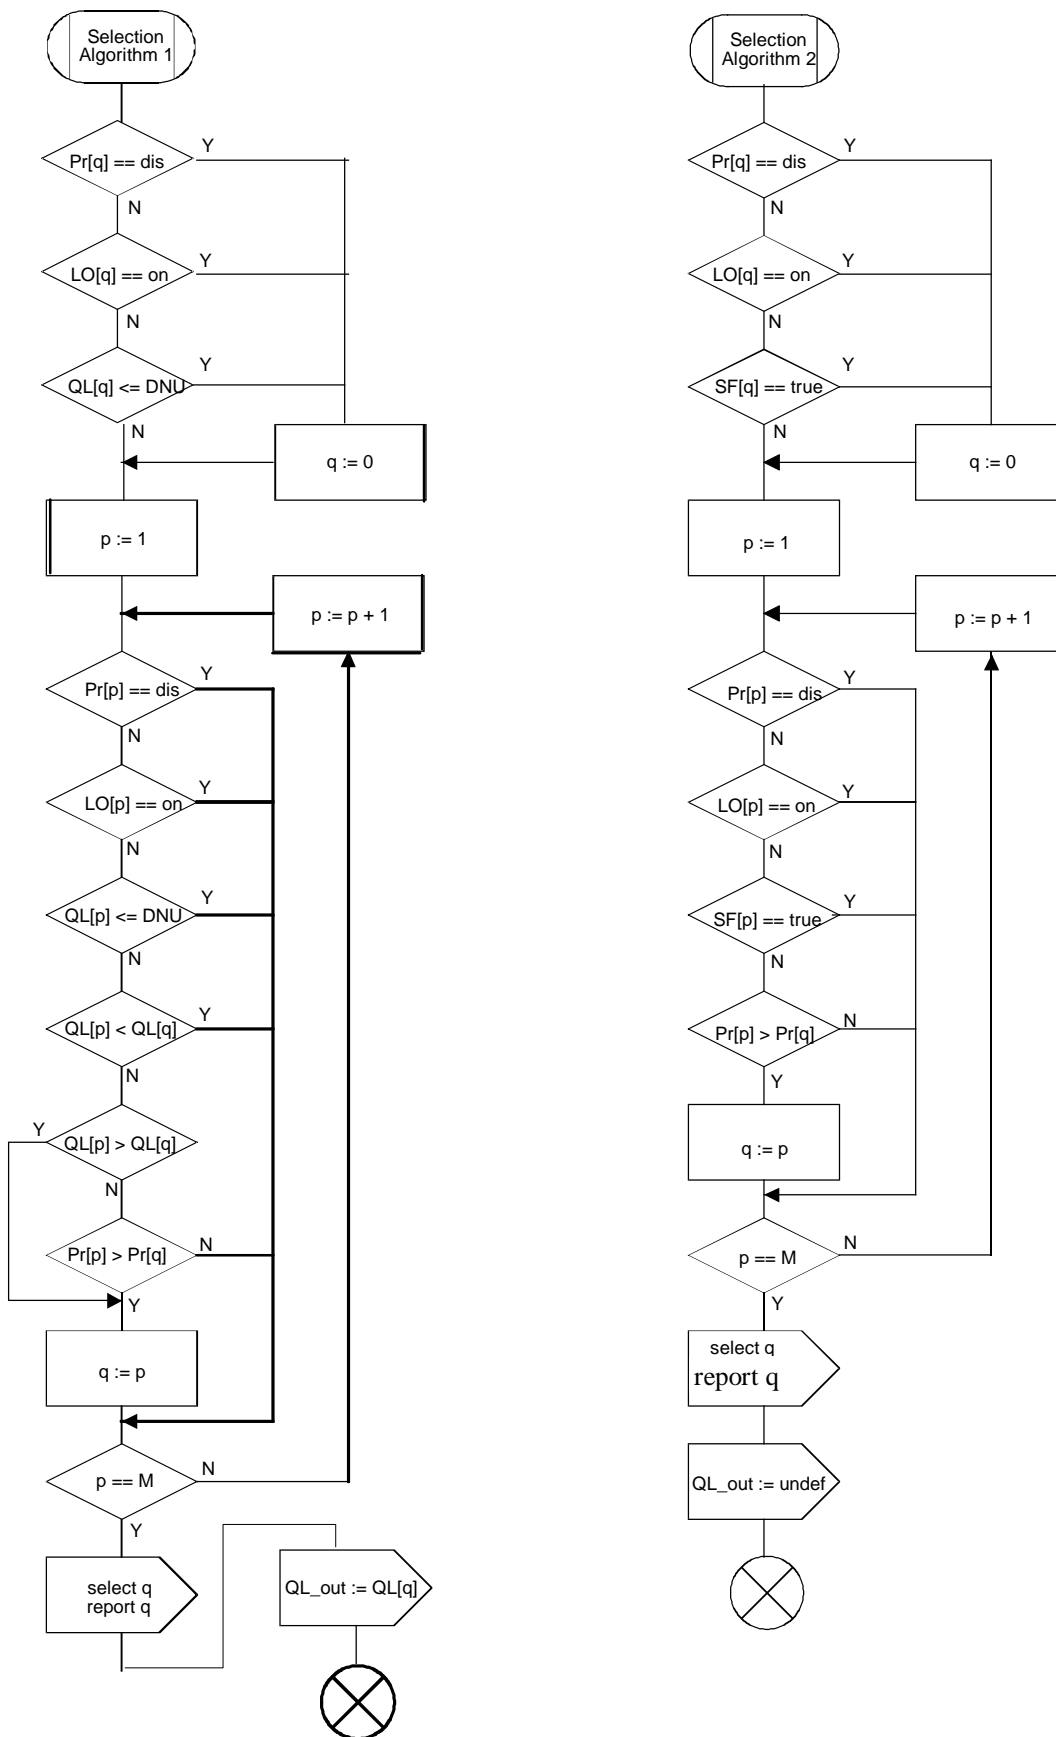 Selection
Algorithm 1
Pr[q] == dis
Y
N
LO[q] == on
Y
N
QL[q] <= DNU
Y
N
q := 0
p := 1
p := p + 1
Pr[p] == dis
Y
N
LO[p] == on
Y
N
QL[p] <= DNU
Y
N
QL[p] < QL[q]
Y
N
QL[p] > QL[q]
Y
N
Pr[p] > Pr[q]
N
Y
q := p
p == M
N
Y
select q
report q
QL_out := QL[q]
Selection
Algorithm 2
Pr[q] == dis
Y
N
LO[q] == on
Y
N
SF[q] == true
Y
N
q := 0
p := 1
p := p + 1
Pr[p] == dis
Y
N
LO[p] == on
Y
N
SF[p] == true
Y
N
Pr[p] > Pr[q]
N
Y
q := p
p == M
N
Y
select q
report q
QL_out := undef